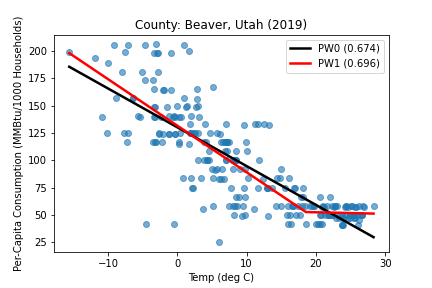 County: Beaver, Utah (2019)
PW0 (0.674)
PW1 (0.696)
Per-Capita Consumption (MMBtu/1000 Households)
200
175
150
125
100
75
50
25
−10
0
10
20
30
Temp (deg C)